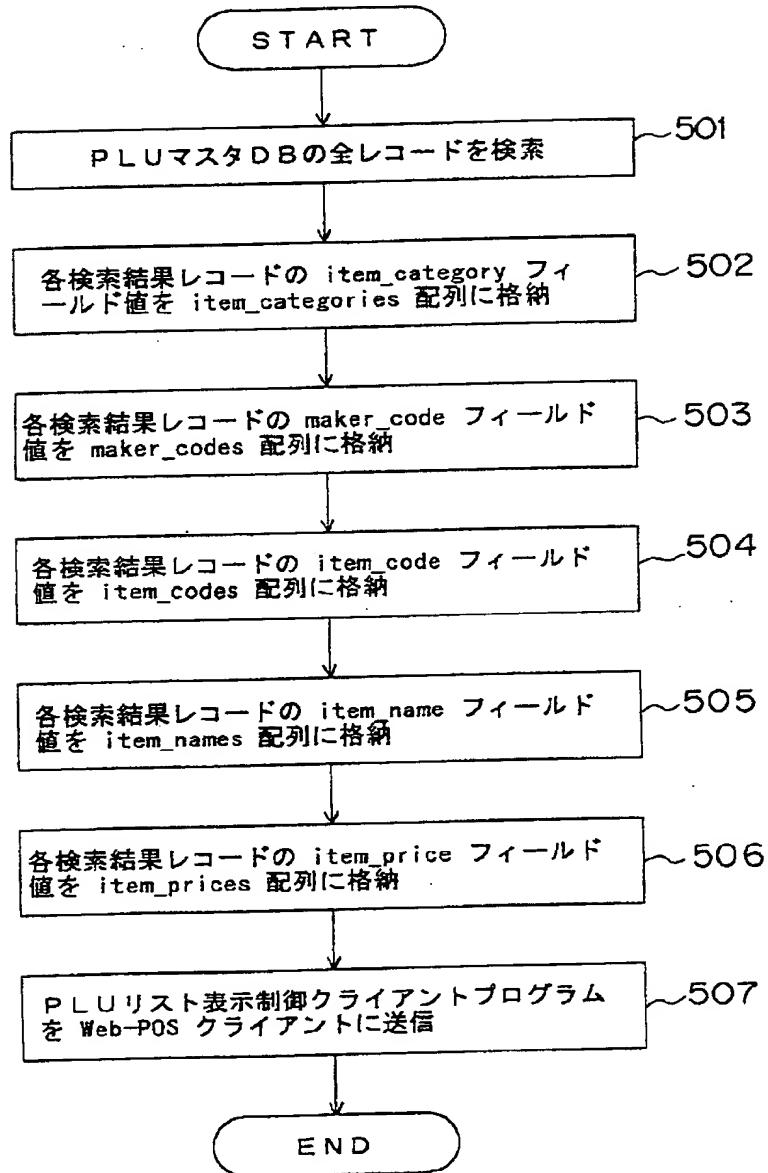 START
PLUマスタDBの全レコードを検索
501
各検索結果レコードの item_category フィ
ールド値を item_categories 配列に格納
502
各検索結果レコードの maker_code フィールド
値を maker_codes 配列に格納
503
各検索結果レコードの item_code フィールド
値を item_codes 配列に格納
504
各検索結果レコードの item_name フィールド
値を item_names 配列に格納
505
各検索結果レコードの item_price フィールド
値を item_prices 配列に格納
506
PLUリスト表示制御クライアントプログラム
を Web-POS クライアントに送信
507
END